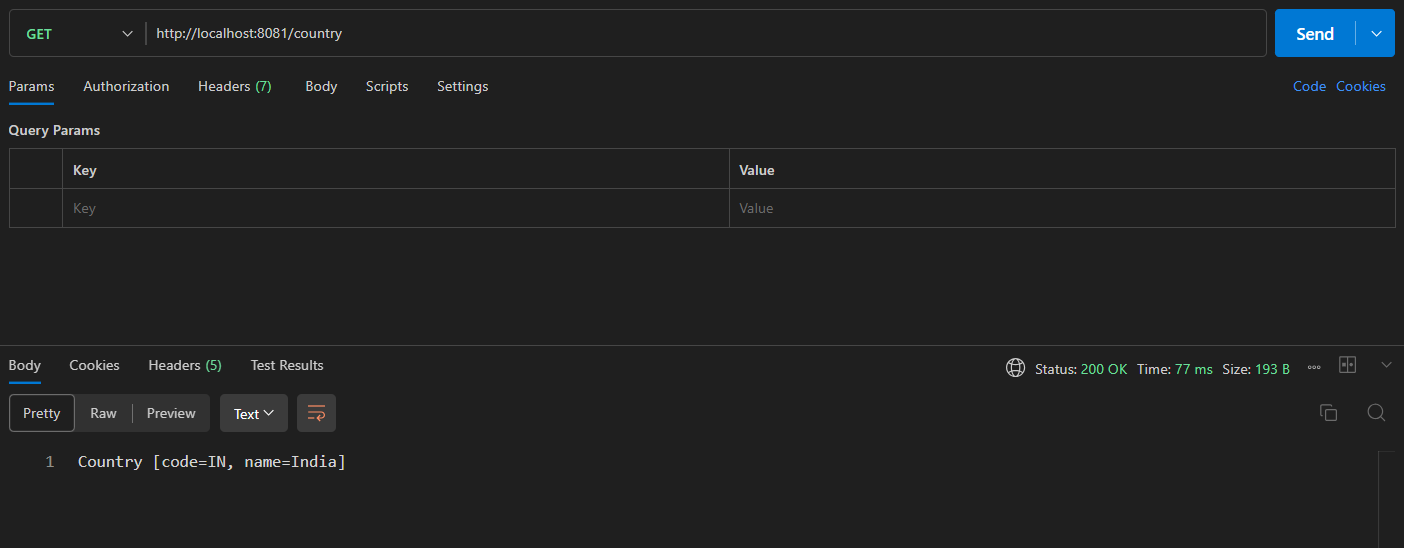 GET http://localhost:8081/country Send
Params Authorization Headers (7) Body Scripts Settings Code Cookies
Query Params
Key Value
Key Value
Body Cookies Headers (5) Test Results Status: 200 OK Time: 77 ms Size: 193 B
Pretty Raw Preview Text
1 Country [code=IN, name=India]